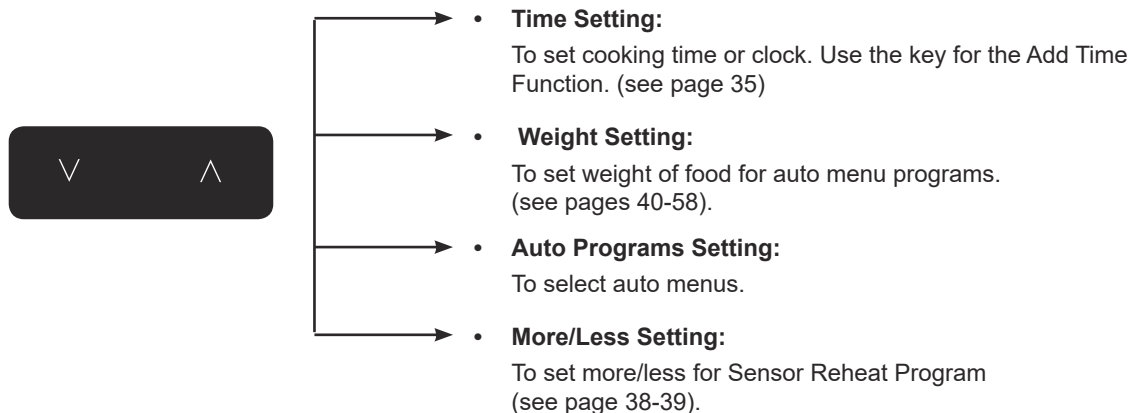 • Time Setting:
To set cooking time or clock. Use the key for the Add Time
Function. (see page 35)
• Weight Setting:
To set weight of food for auto menu programs.
(see pages 40-58).
• Auto Programs Setting:
To select auto menus.
• More/Less Setting:
To set more/less for Sensor Reheat Program
(see page 38-39).